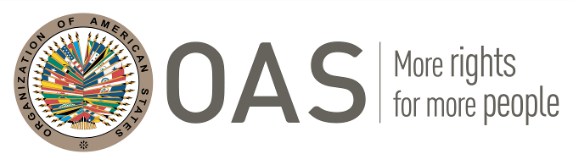 ORGANIZATION OF AMERICAN STATES
OAS
More rights
for more people